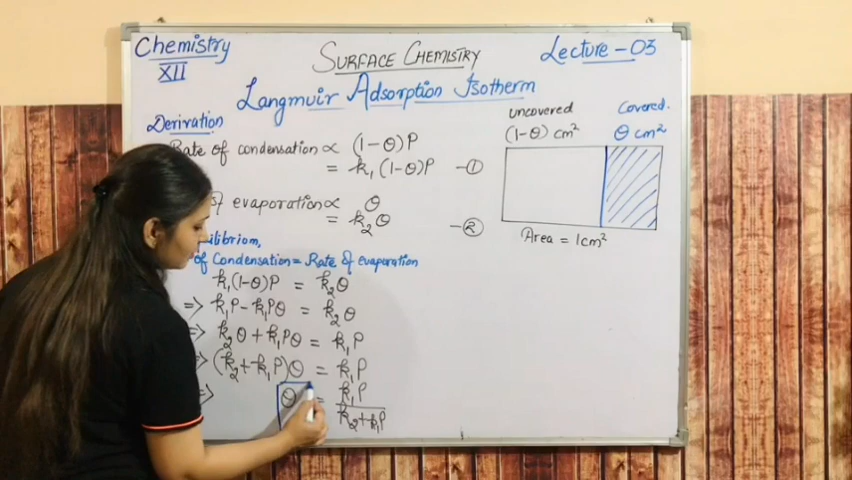 Chemistry
XII
SURFACE CHEMISTRY
Lecture - 03
Langmuir Adsorption Isotherm
Derivation
Rate of condensation ∝ (1-θ)P
= k₁(1-θ)P -①
evaporation ∝ θ
= k₂θ -②
of Condensation = Rate of evaporation
k₁(1-θ)P = k₂θ
=> k₁P - k₁Pθ = k₂θ
=> k₂θ + k₁Pθ = k₁P
=> (k₂+k₁P)θ = k₁P
=> θ = k₁P / k₂+k₁P
uncovered
(1-θ) cm²
Covered.
θ cm²
Area = 1cm²